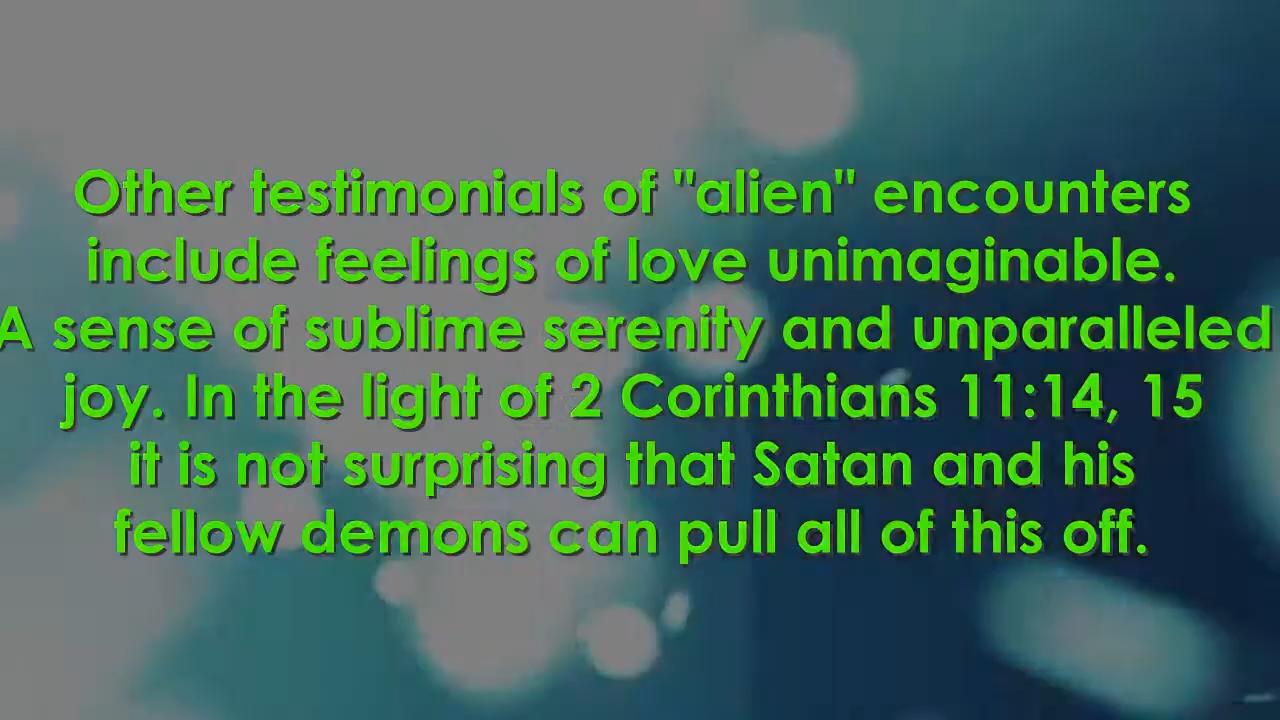 Other testimonials of "alien" encounters
include feelings of love unimaginable.
A sense of sublime serenity and unparalleled
joy. In the light of 2 Corinthians 11:14, 15
it is not surprising that Satan and his
fellow demons can pull all of this off.